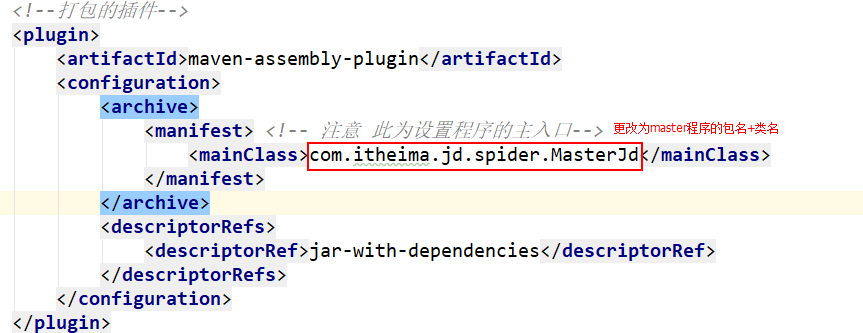 <!--打包的插件-->
<plugin>
<artifactId>maven-assembly-plugin</artifactId>
<configuration>
<archive>
<manifest> <!-- 注意 此为设置程序的主入口--> 更改为master程序的包名+类名
<mainClass>com.itheima.jd.spider.MasterJd</mainClass>
</manifest>
</archive>
<descriptorRefs>
<descriptorRef>jar-with-dependencies</descriptorRef>
</descriptorRefs>
</configuration>
</plugin>